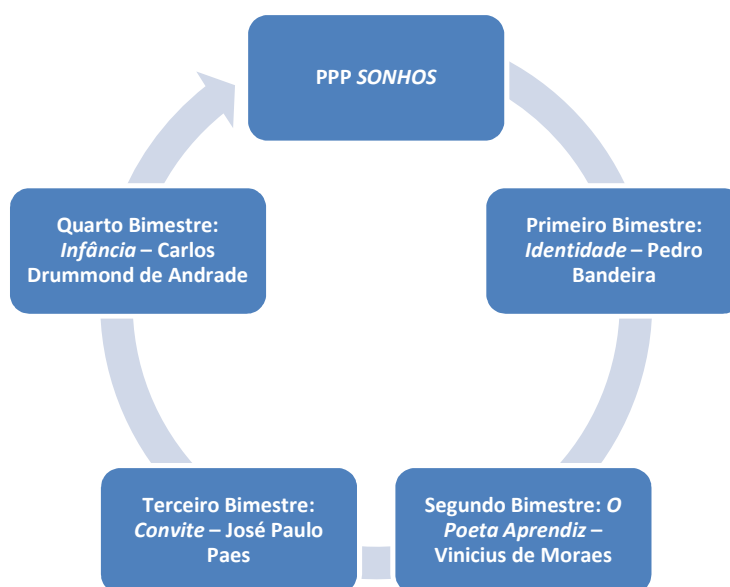 PPP SONHOS
Primeiro Bimestre:
Identidade – Pedro
Bandeira
Segundo Bimestre: O
Poeta Aprendiz –
Vinicius de Moraes
Terceiro Bimestre:
Convite – José Paulo
Paes
Quarto Bimestre:
Infância – Carlos
Drummond de Andrade